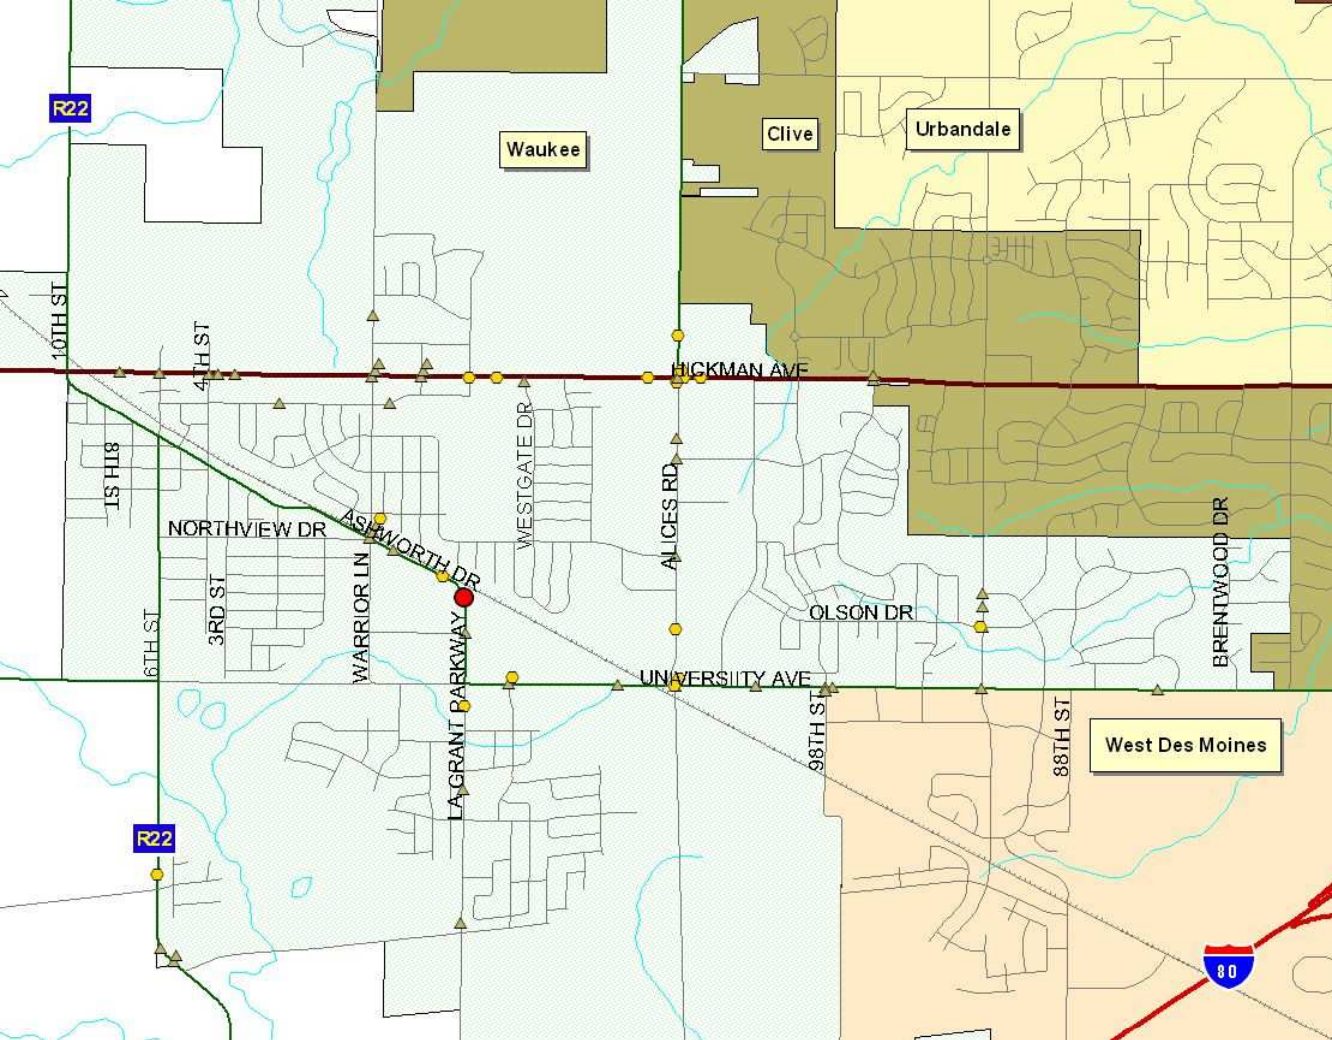 R22
Waukee
Clive
Urbandale
10TH ST
4TH ST
HICKMAN AVE
8TH ST
WESTGATE DR
ALICES RD
NORTHVIEW DR
ASHWORTH DR
BRENTWOOD DR
6TH ST
3RD ST
WARRIOR LN
OLSON DR
LA GRANT PARKWAY
UNIVERSIITY AVE
98TH ST
88TH ST
West Des Moines
R22
80